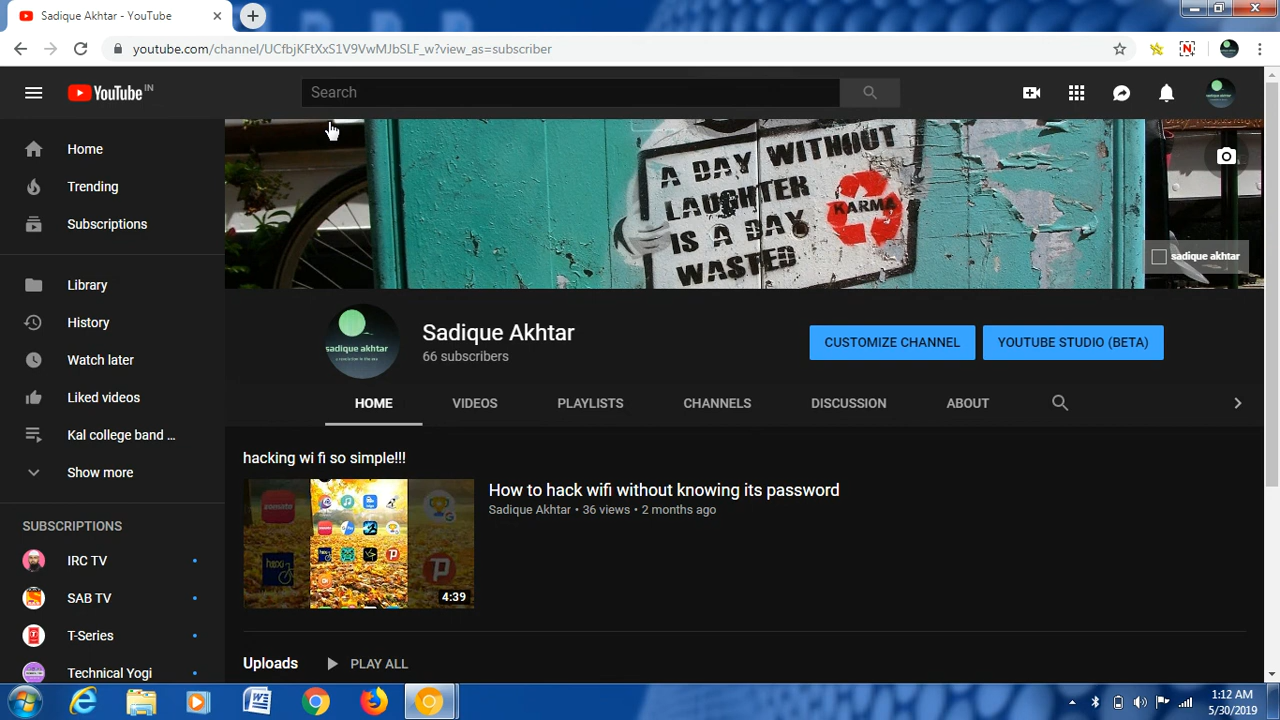 Sadique Akhtar - YouTube
youtube.com/channel/UCfbjKFtXxS1V9VwMJbSLF_w?view_as=subscriber
YouTube IN
Search
Home
Trending
Subscriptions
Library
History
Watch later
Liked videos
Kal college band ...
Show more
SUBSCRIPTIONS
IRC TV
SAB TV
T-Series
Technical Yogi
A DAY WITHOUT
LAUGHTER
IS A DAY
WASTED
KARMA
sadique akhtar
sadique akhtar
Sadique Akhtar
66 subscribers
CUSTOMIZE CHANNEL
YOUTUBE STUDIO (BETA)
HOME
VIDEOS
PLAYLISTS
CHANNELS
DISCUSSION
ABOUT
hacking wi fi so simple!!!
How to hack wifi without knowing its password
Sadique Akhtar • 36 views • 2 months ago
4:39
Uploads
PLAY ALL
1:12 AM
5/30/2019